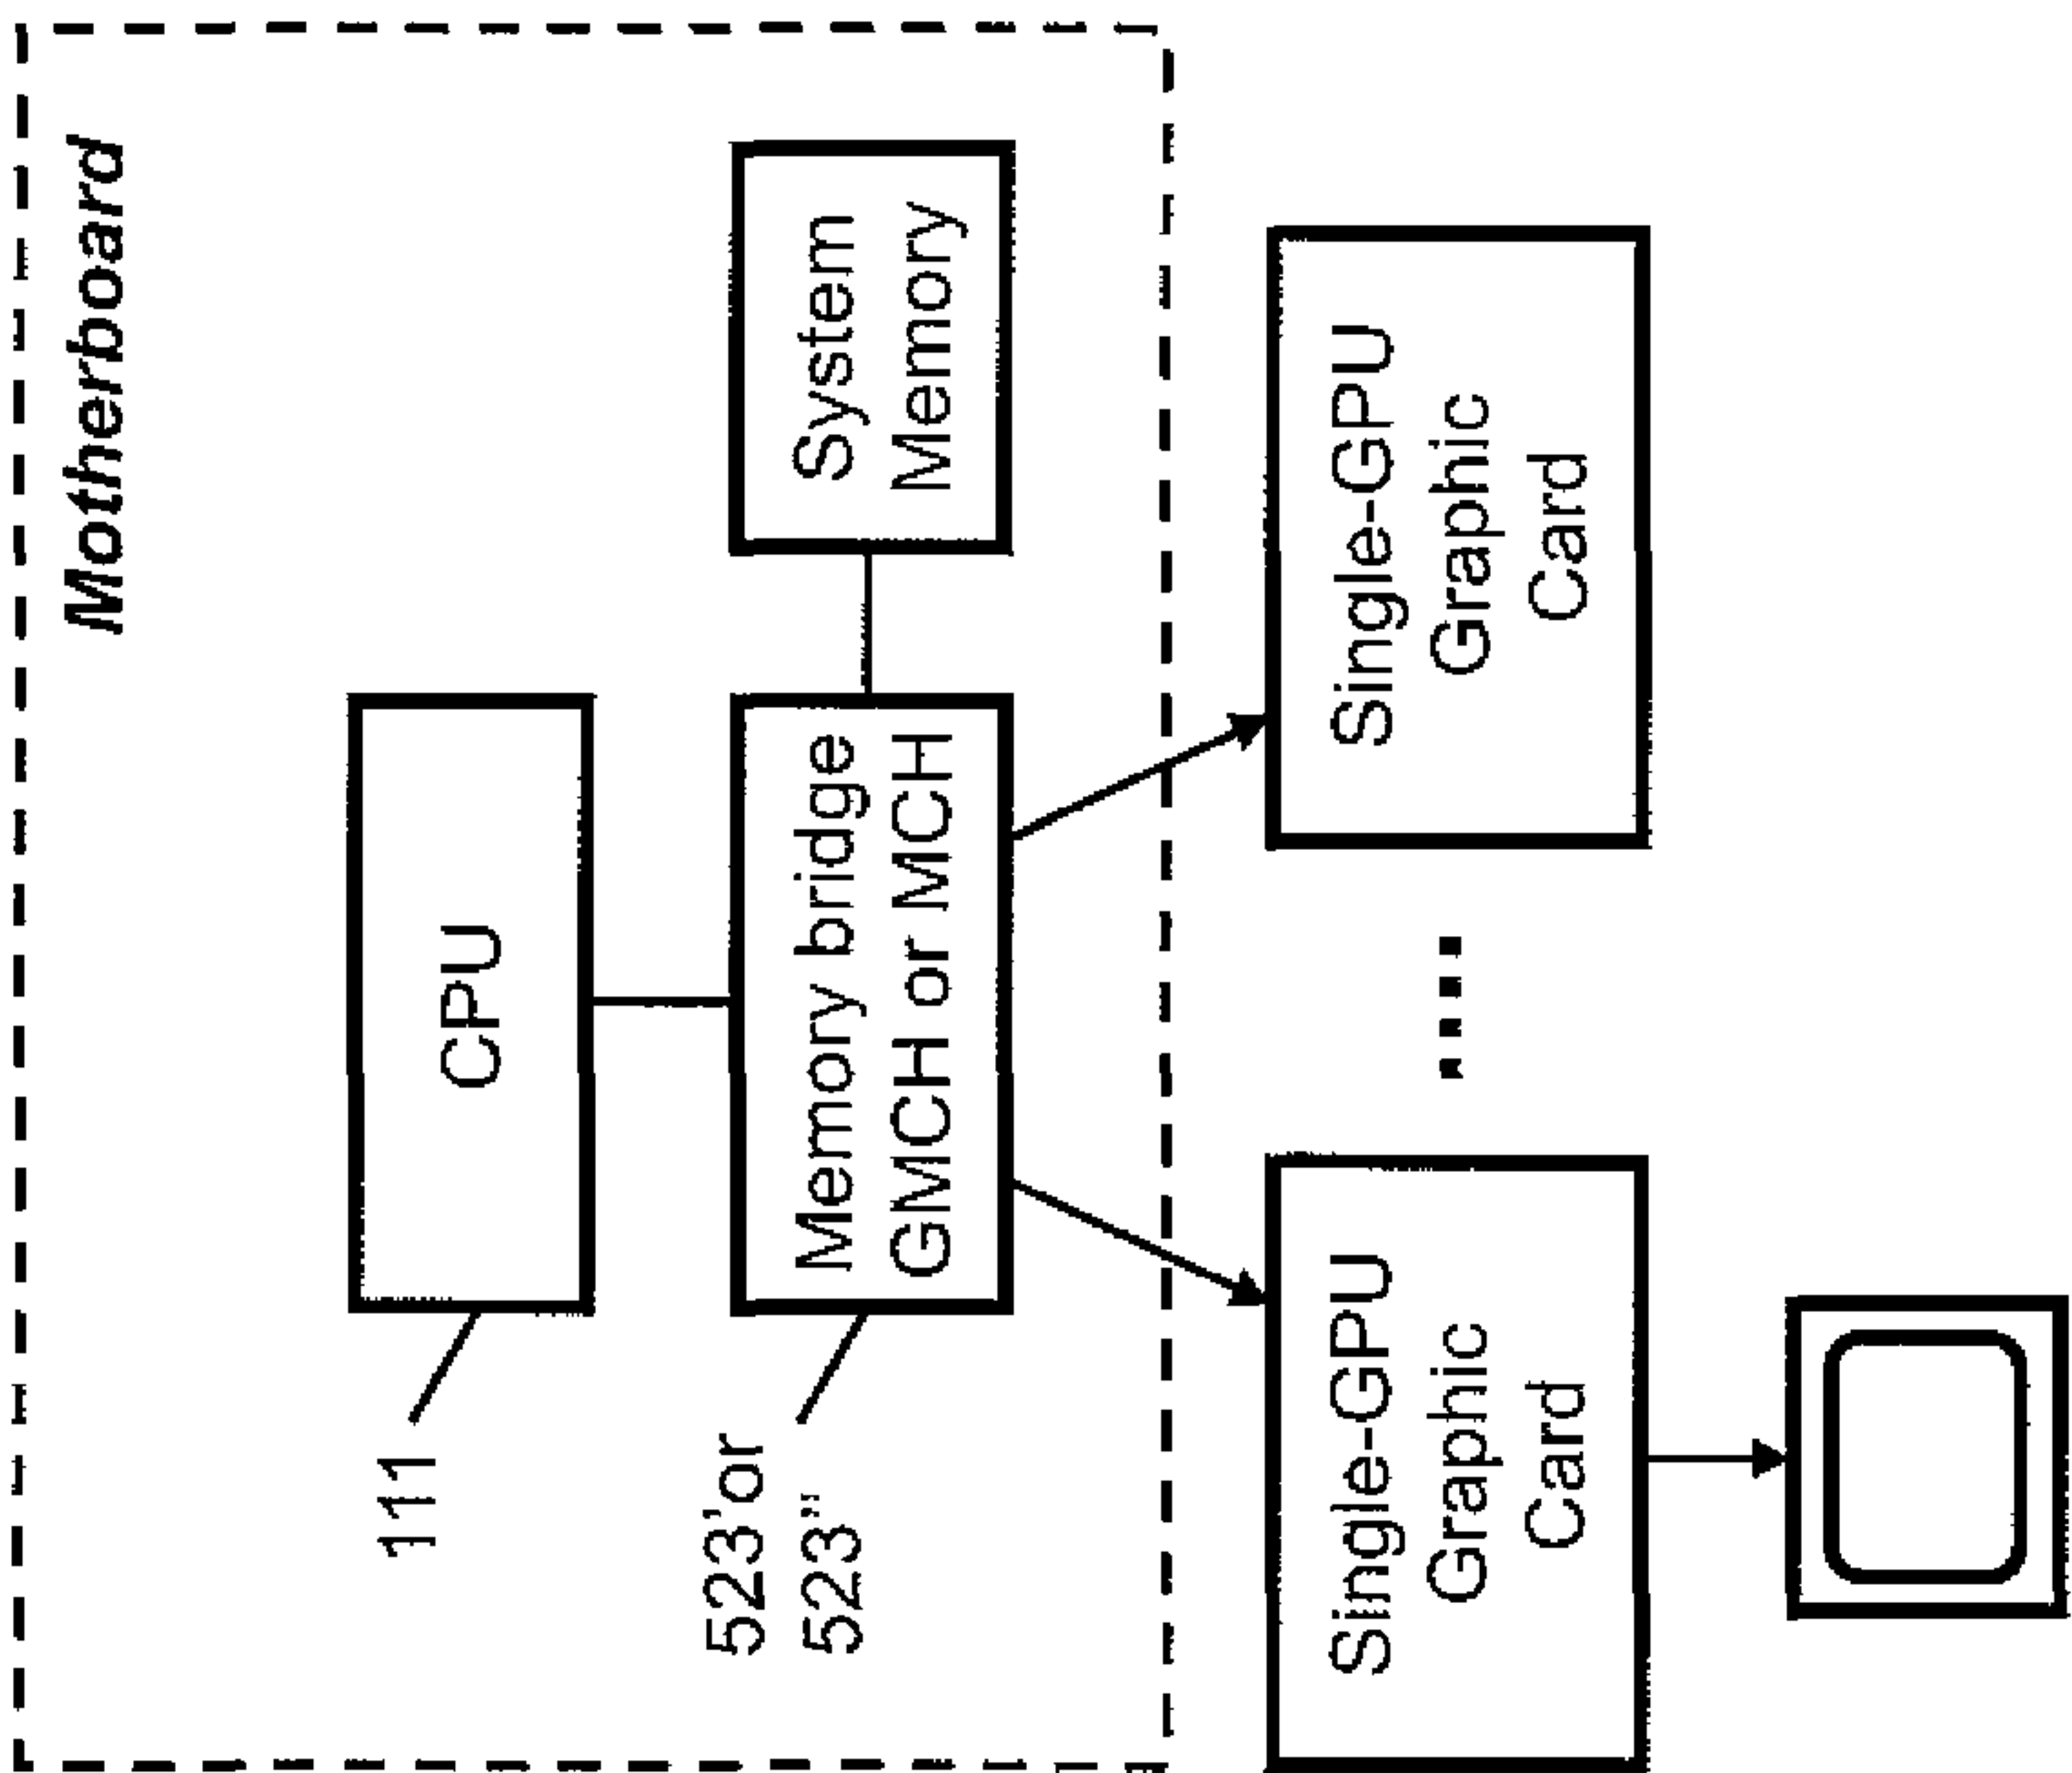 Motherboard
CPU
111
Memory bridge
GMCH or MCH
523'or
523"
System
Memory
Single-GPU
Graphic
Card
Single-GPU
Graphic
Card